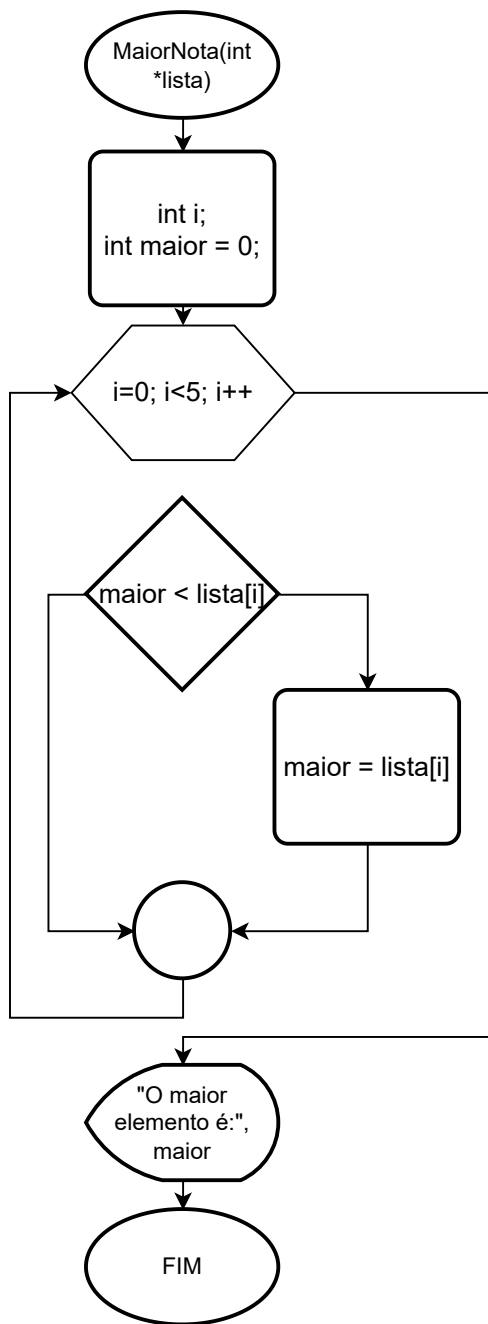 MaiorNota(int
*lista)
int i;
int maior = 0;
i=0; i<5; i++
maior < lista[i]
maior = lista[i]
"O maior
elemento é:",
maior
FIM